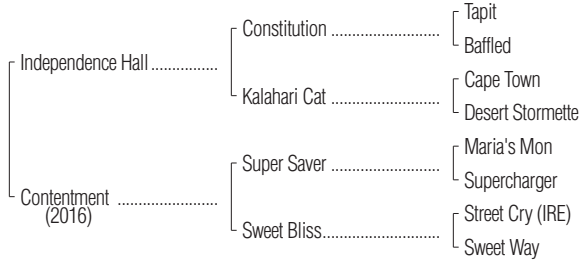 Tapit
Constitution
Baffled
Independence Hall
Cape Town
Kalahari Cat
Desert Stormette
Maria's Mon
Super Saver
Supercharger
Contentment
(2016)
Street Cry (IRE)
Sweet Bliss
Sweet Way